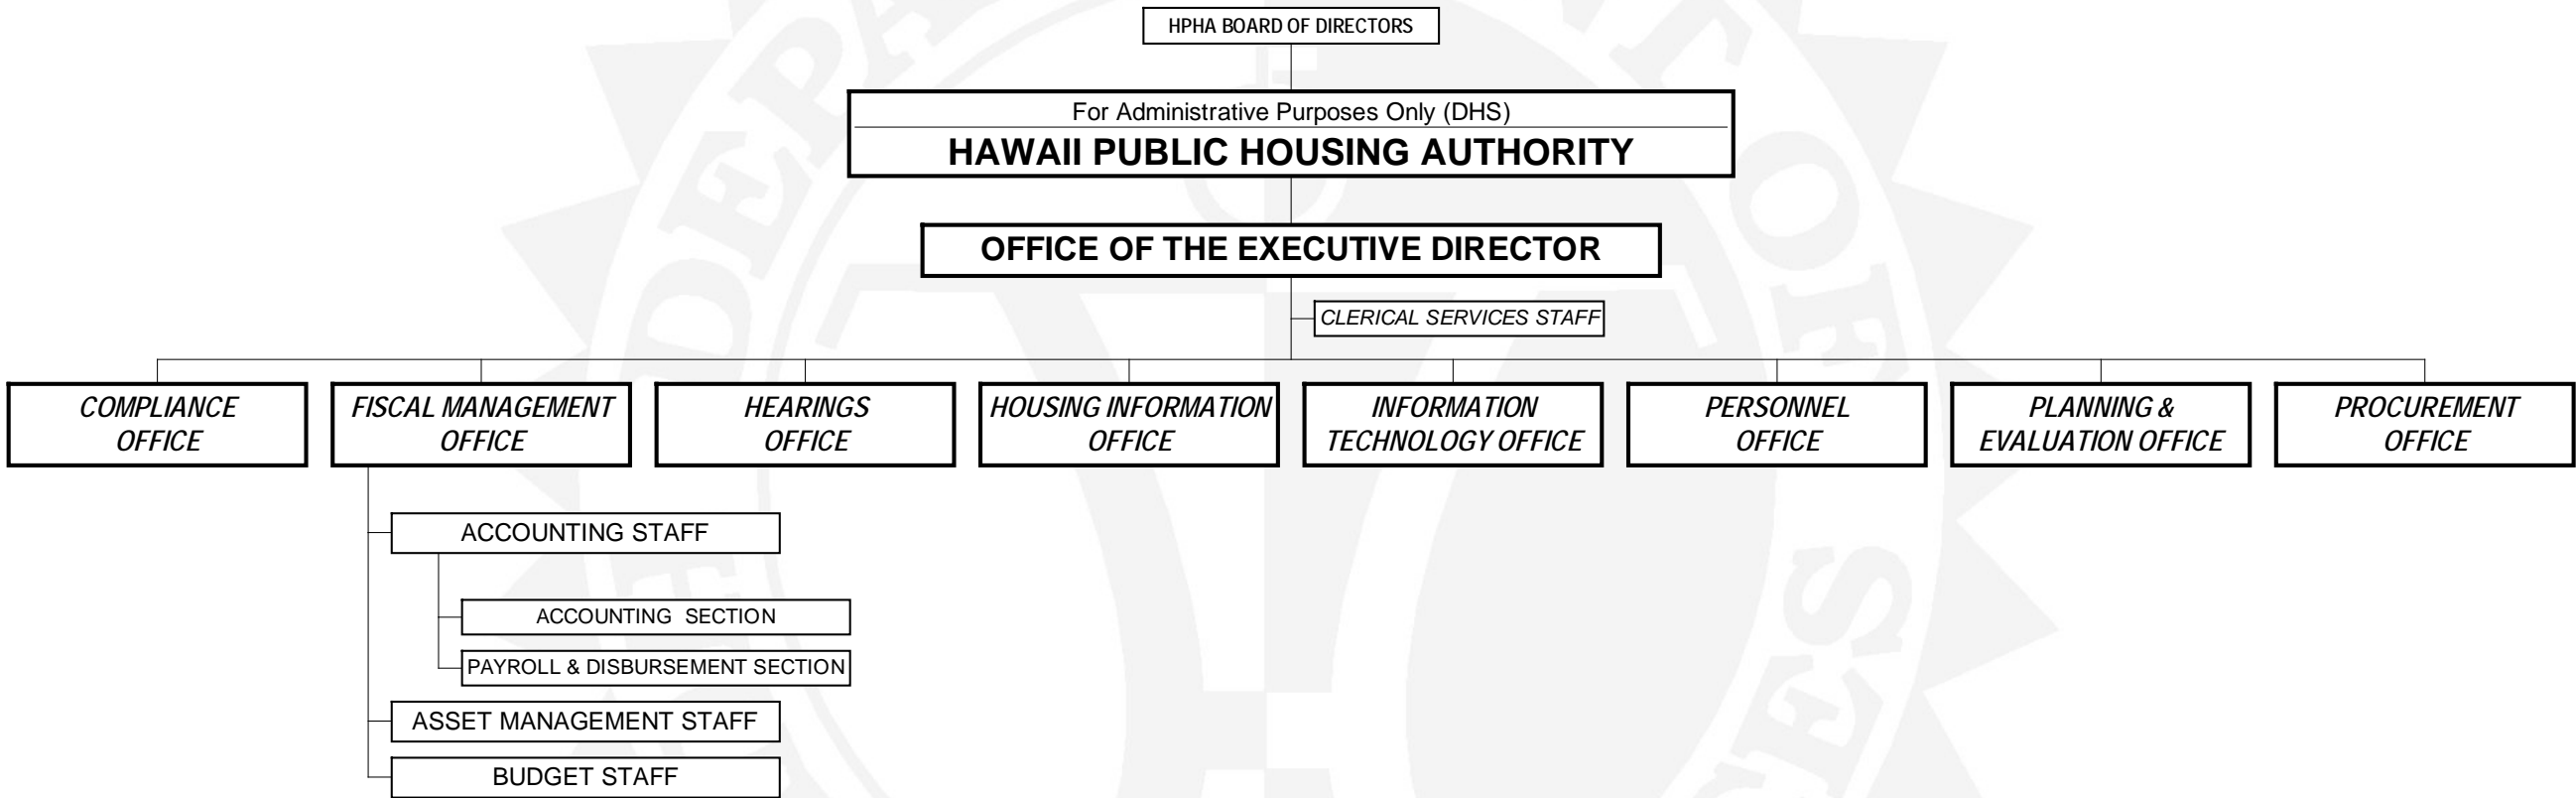 HPHA BOARD OF DIRECTORS
For Administrative Purposes Only (DHS)
HAWAII PUBLIC HOUSING AUTHORITY
OFFICE OF THE EXECUTIVE DIRECTOR
CLERICAL SERVICES STAFF
COMPLIANCE
OFFICE
FISCAL MANAGEMENT
OFFICE
HEARINGS
OFFICE
HOUSING INFORMATION
OFFICE
INFORMATION
TECHNOLOGY OFFICE
PERSONNEL
OFFICE
PLANNING &
EVALUATION OFFICE
PROCUREMENT
OFFICE
ACCOUNTING STAFF
ACCOUNTING SECTION
PAYROLL & DISBURSEMENT SECTION
ASSET MANAGEMENT STAFF
BUDGET STAFF